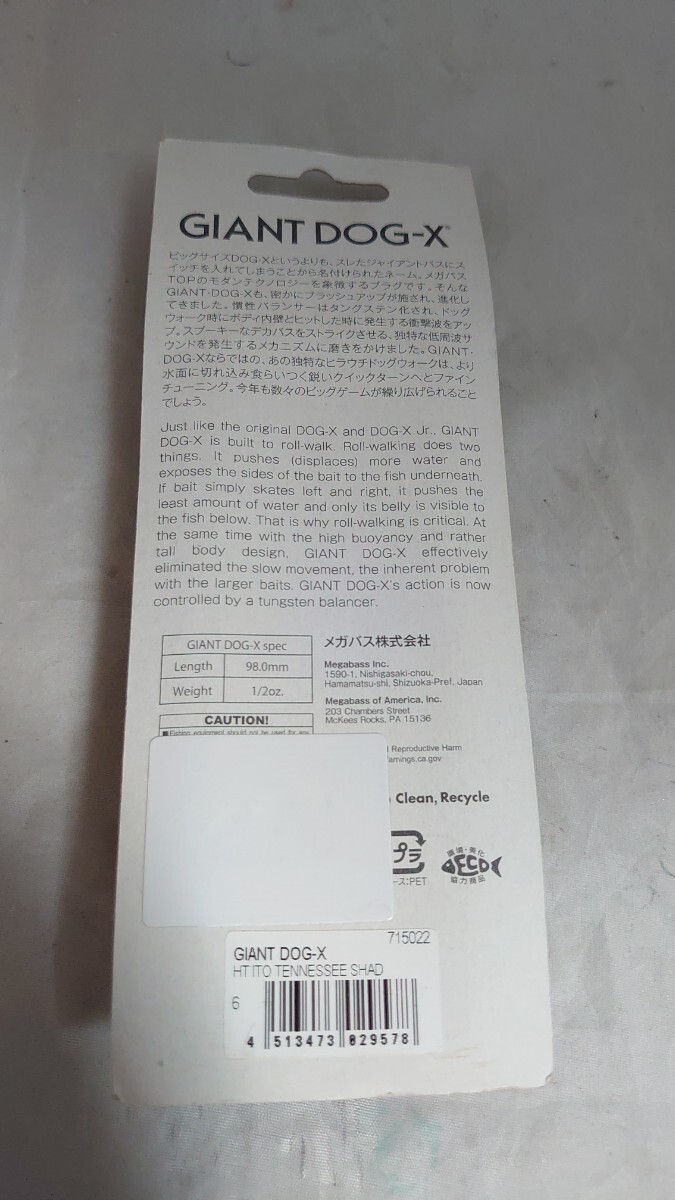 GIANT DOG-X®
ビッグサイズDOG-Xというよりも、スレたジャイアントバスにス
イッチを入れてしまうことから名付けられたネーム。メガバス
TOPのモダンテクノロジーを象徴するプラグです。そんな
GIANT-DOG-Xも、密かにブラッシュアップが施され、進化し
てきました。慣性バランサーはタングステン化され、ドッグ
ウォーク時にボディ内壁とヒットした時に発生する衝撃波をアッ
プ。スプーキーなデカバスをストライクさせる、独特な低周波サ
ウンドを発生するメカニズムに磨きをかけました。GIANT-
DOG-Xならではの、あの独特なヒラウチドッグウォークは、より
水面に切れ込み食らいつく鋭いクイックターンへとファイン
チューニング。今年も数々のビッグゲームが繰り広げられること
でしょう。
Just like the original DOG-X and DOG-X Jr., GIANT
DOG-X is built to roll-walk. Roll-walking does two
things. It pushes (displaces) more water and
exposes the sides of the bait to the fish underneath.
If bait simply skates left and right, it pushes the
least amount of water and only its belly is visible to
the fish below. That is why roll-walking is critical. At
the same time with the high buoyancy and rather
tall body design, GIANT DOG-X effectively
eliminated the slow movement, the inherent problem
with the larger baits. GIANT DOG-X's action is now
controlled by a tungsten balancer.
GIANT DOG-X spec
Length 98.0mm
Weight 1/2oz.
CAUTION!
■Fishing equipment should not be used for any
メガバス株式会社
Megabass Inc.
1590-1, Nishigasaki-chou,
Hamamatsu-shi, Shizuoka-Pref, Japan
Megabass of America, Inc.
203 Chambers Street
McKees Rocks, PA 15136
Reproductive Harm
arnings.ca.gov
Clean, Recycle
プラ
ース:PET
環境・美化
ECO
協力商品
715022
GIANT DOG-X
HT ITO TENNESSEE SHAD
6
4 513473 829578